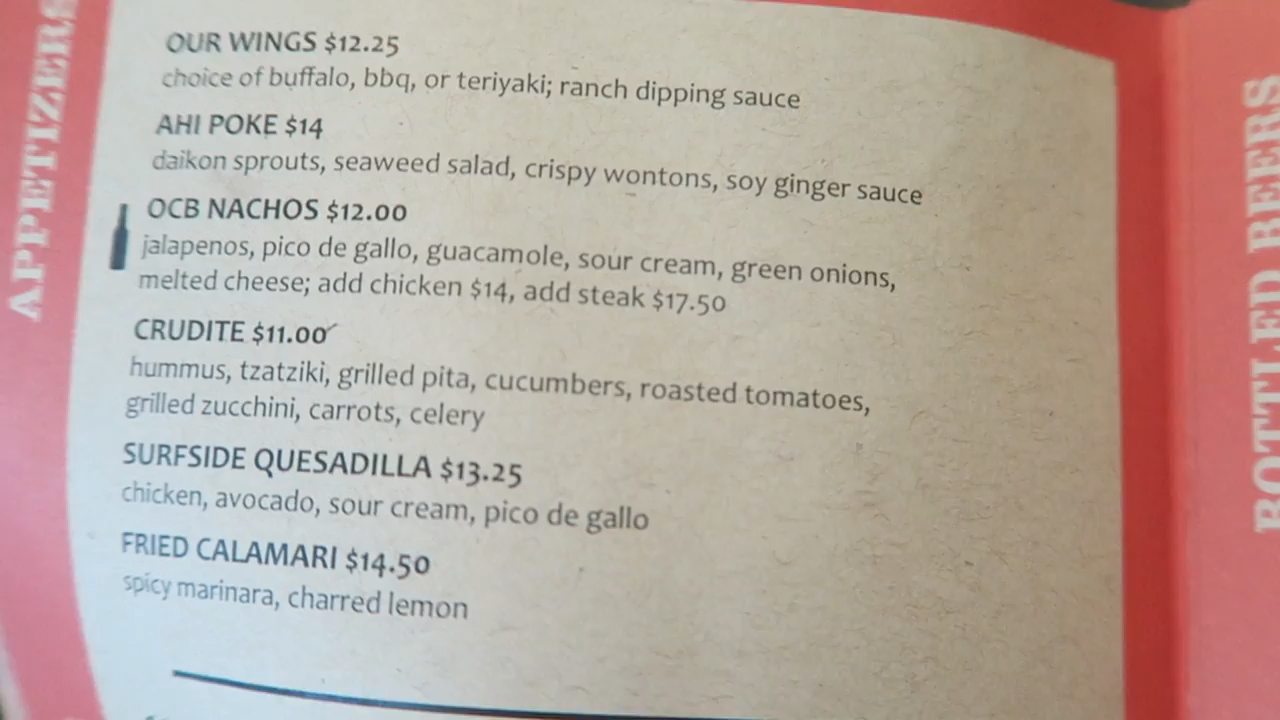 APPETIZERS
OUR WINGS $12.25
choice of buffalo, bbq, or teriyaki; ranch dipping sauce
AHI POKE $14
daikon sprouts, seaweed salad, crispy wontons, soy ginger sauce
OCB NACHOS $12.00
jalapenos, pico de gallo, guacamole, sour cream, green onions,
melted cheese; add chicken $14, add steak $17.50
CRUDITE $11.00
hummus, tzatziki, grilled pita, cucumbers, roasted tomatoes,
grilled zucchini, carrots, celery
SURFSIDE QUESADILLA $13.25
chicken, avocado, sour cream, pico de gallo
FRIED CALAMARI $14.50
spicy marinara, charred lemon
BOTTLED BEERS